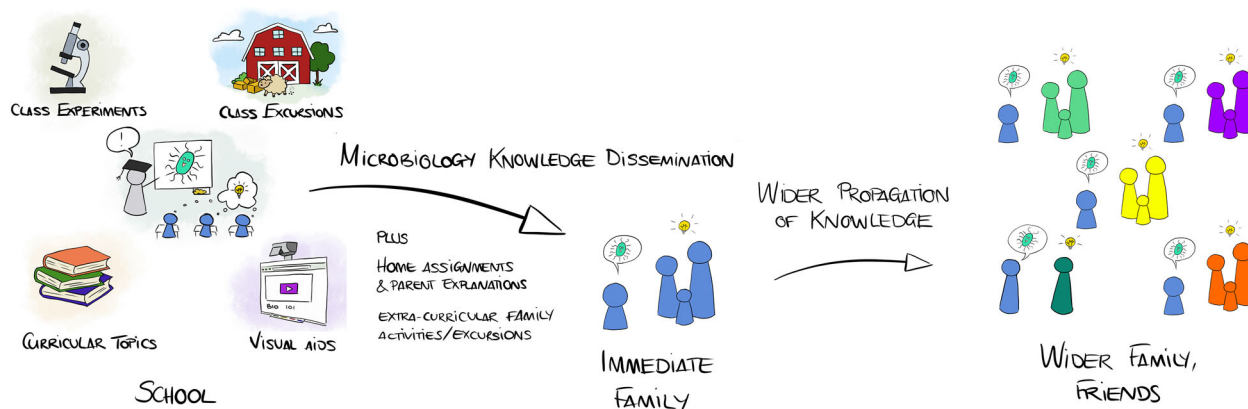 CLASS EXPERIMENTS
CLASS EXCURSIONS
!
BIO 101
CURRICULAR TOPICS
VISUAL AIDS
SCHOOL
MICROBIOLOGY KNOWLEDGE DISSEMINATION
PLUS
HOME ASSIGNMENTS
& PARENT EXPLANATIONS
EXTRA-CURRICULAR FAMILY
ACTIVITIES/EXCURSIONS
IMMEDIATE
FAMILY
WIDER PROPAGATION
OF KNOWLEDGE
WIDER FAMILY,
FRIENDS